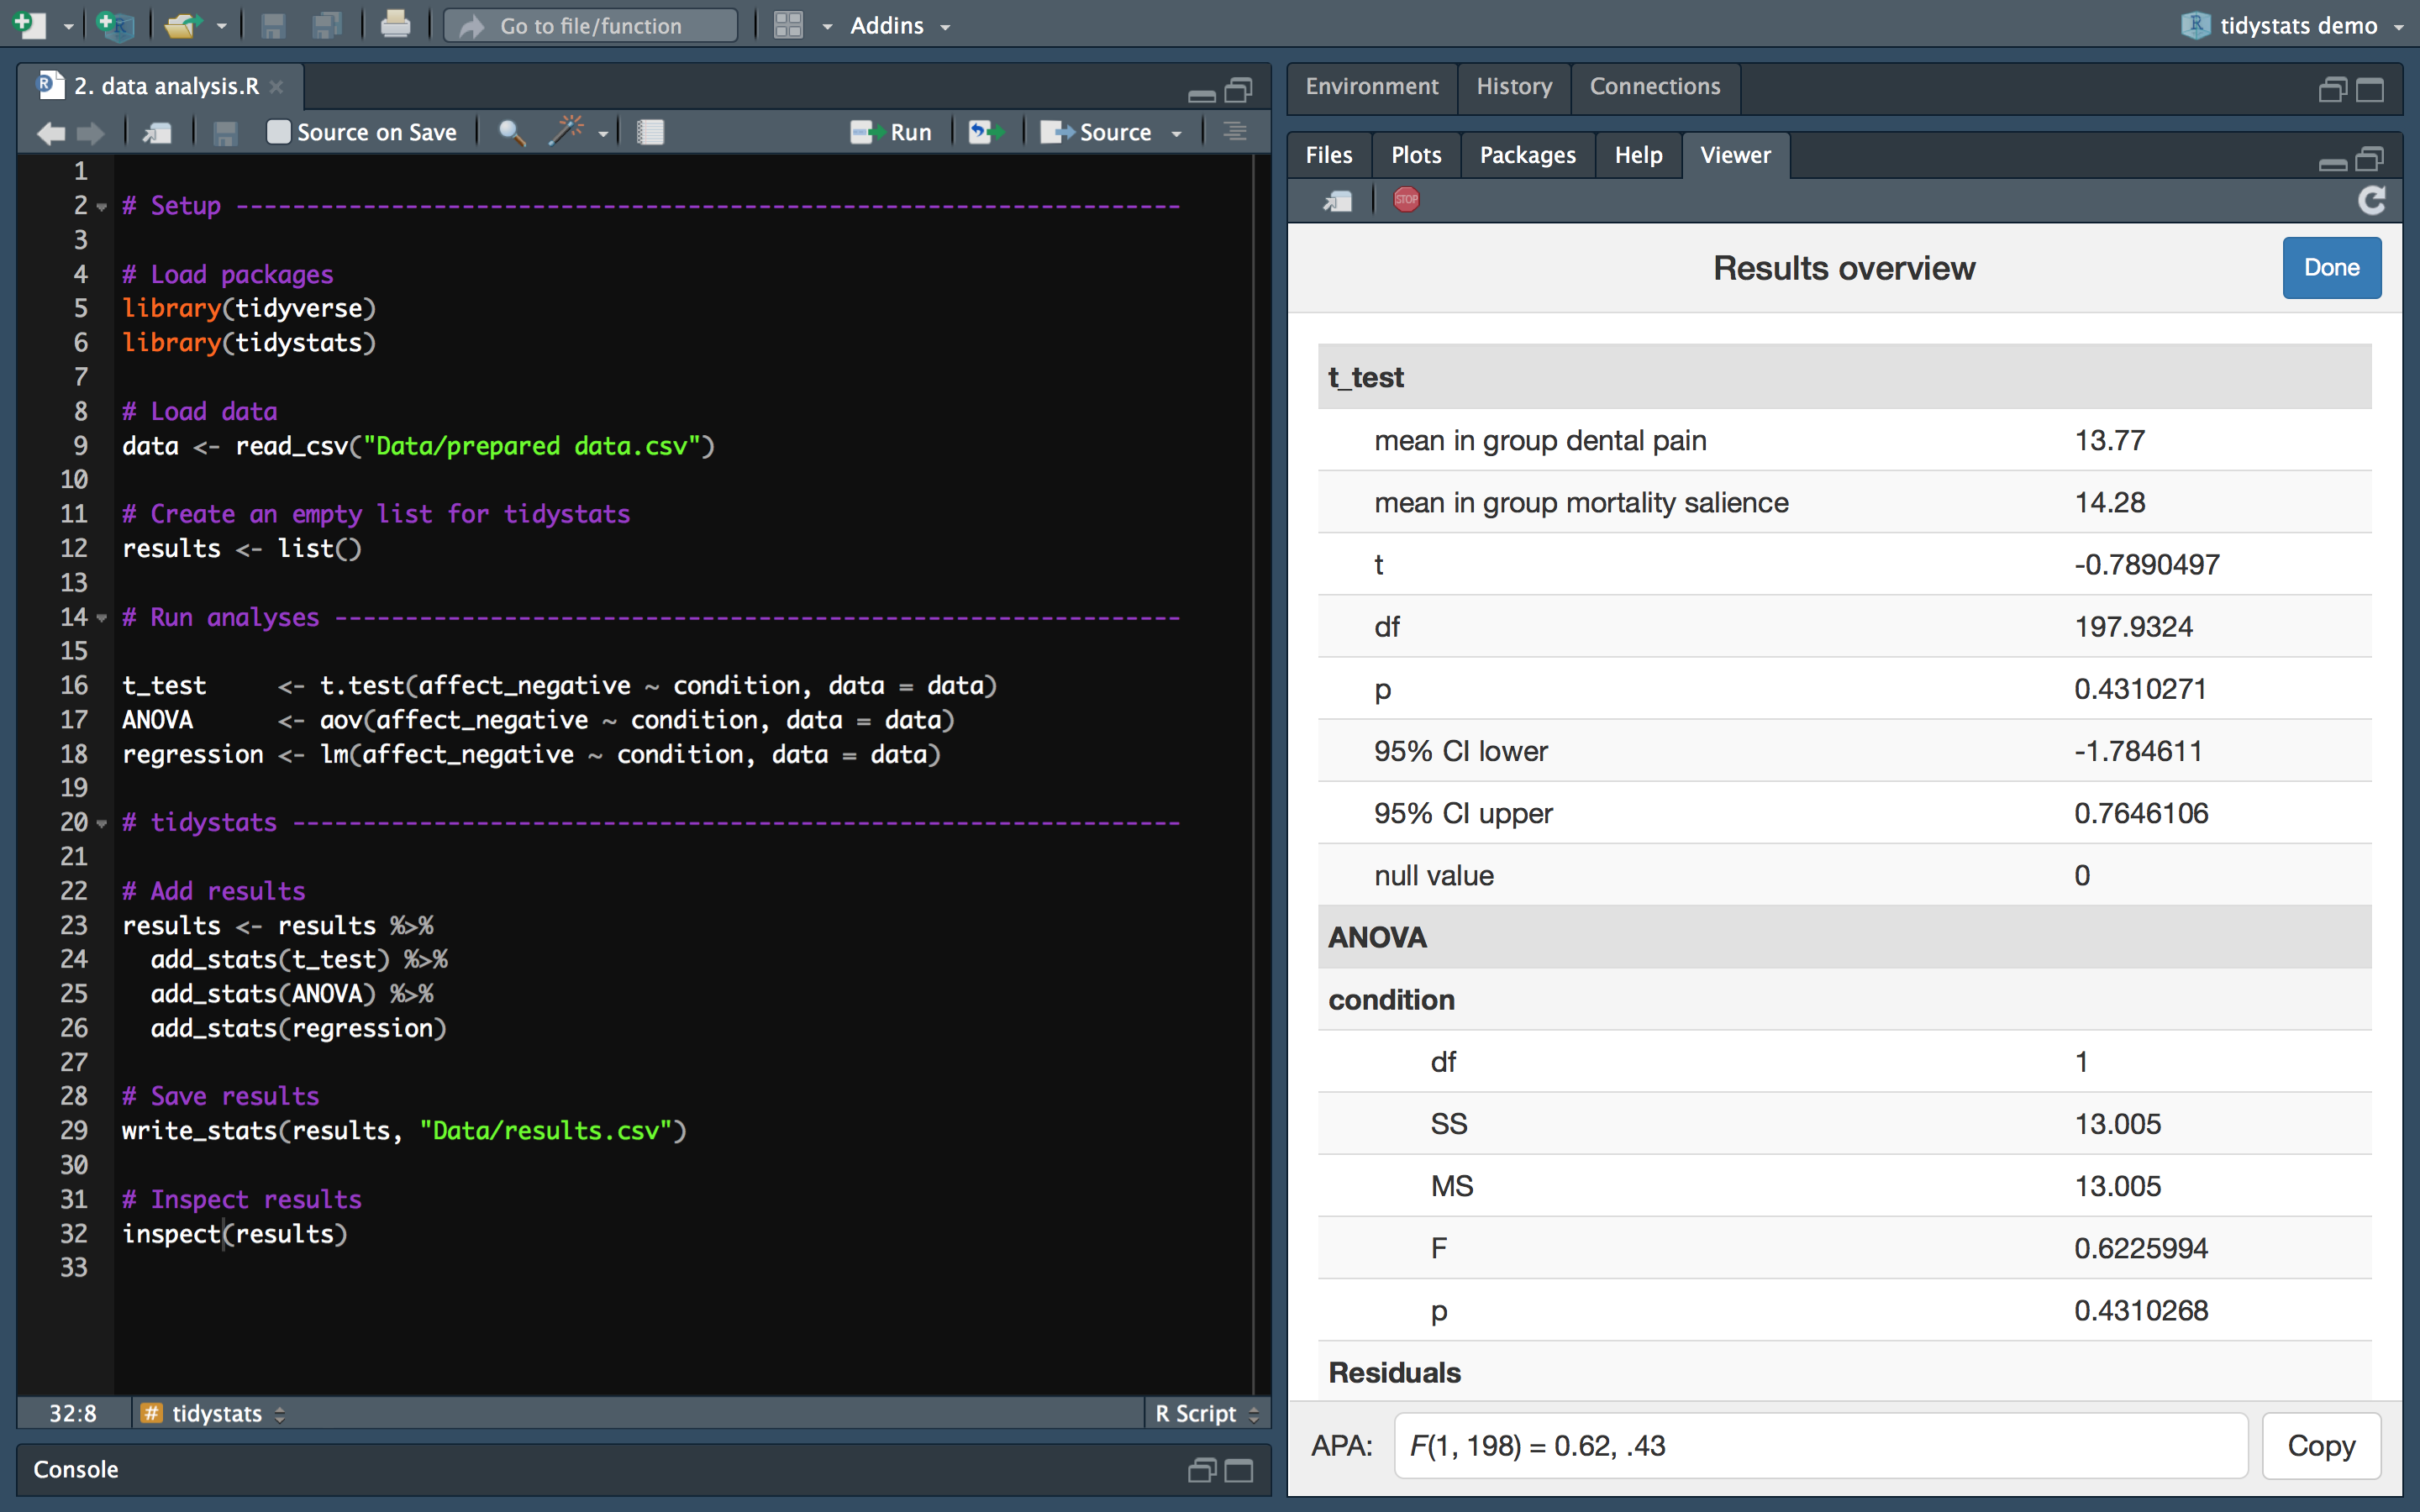 Go to file/function
Addins
tidystats demo
2. data analysis.R
Source on Save
Run
Source
1
2 # Setup -------------------------------------------------------------------
3
4 # Load packages
5 library(tidyverse)
6 library(tidystats)
7
8 # Load data
9 data <- read_csv("Data/prepared data.csv")
10
11 # Create an empty list for tidystats
12 results <- list()
13
14 # Run analyses ------------------------------------------------------------
15
16 t_test     <- t.test(affect_negative ~ condition, data = data)
17 ANOVA      <- aov(affect_negative ~ condition, data = data)
18 regression <- lm(affect_negative ~ condition, data = data)
19
20 # tidystats ---------------------------------------------------------------
21
22 # Add results
23 results <- results %>%
24   add_stats(t_test) %>%
25   add_stats(ANOVA) %>%
26   add_stats(regression)
27
28 # Save results
29 write_stats(results, "Data/results.csv")
30
31 # Inspect results
32 inspect(results)
33
32:8
# tidystats
R Script
Console
Environment History Connections
Files Plots Packages Help Viewer
STOP
Results overview
Done
t_test
mean in group dental pain 13.77
mean in group mortality salience 14.28
t -0.7890497
df 197.9324
p 0.4310271
95% CI lower -1.784611
95% CI upper 0.7646106
null value 0
ANOVA
condition
df 1
SS 13.005
MS 13.005
F 0.6225994
p 0.4310268
Residuals
APA: F(1, 198) = 0.62, .43
Copy